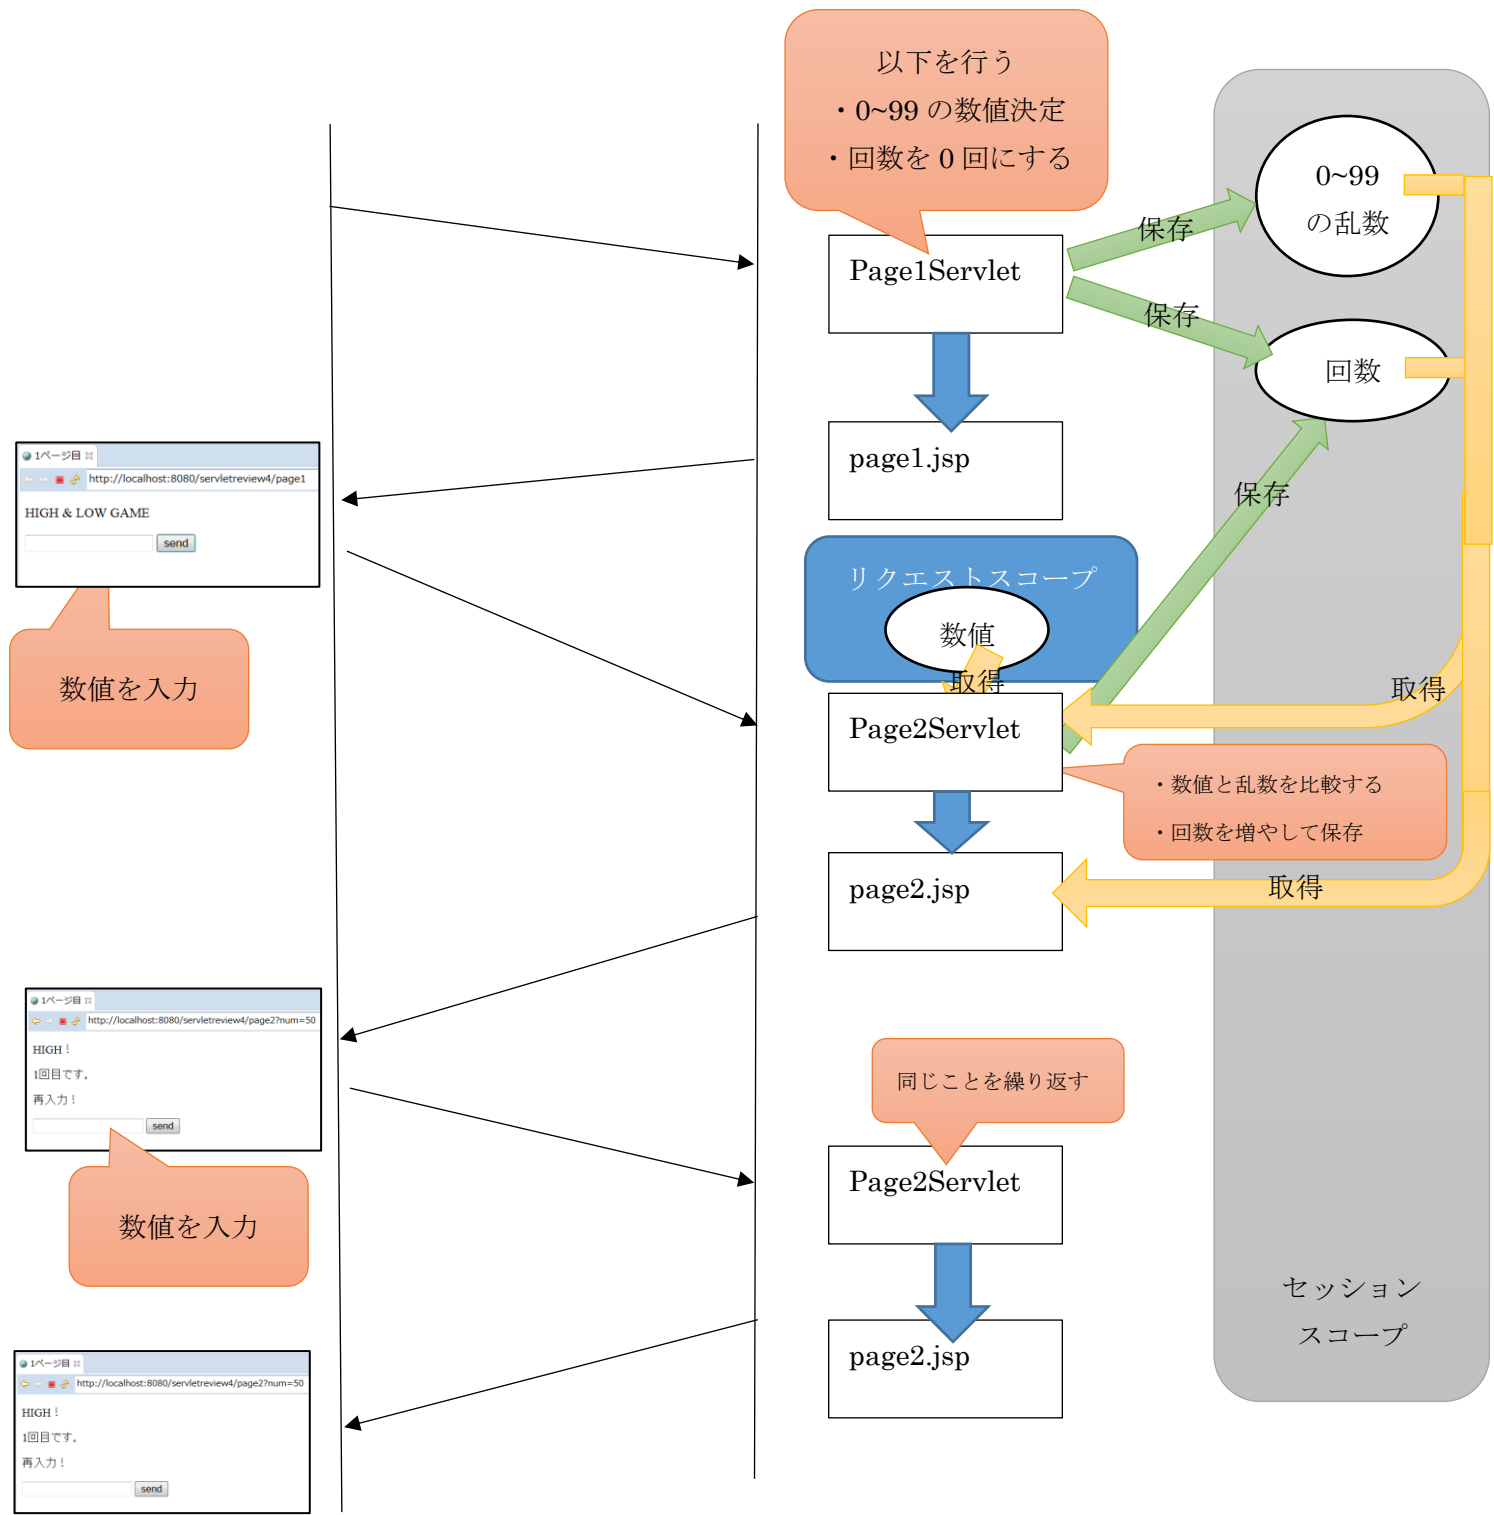 以下を行う
・0~99 の数値決定
・回数を 0 回にする
0~99
の乱数
保存
Page1Servlet
保存
回数
page1.jsp
1ページ目
http://localhost:8080/servletreview4/page1
HIGH & LOW GAME
send
保存
リクエストスコープ
数値
取得
数値を入力
取得
Page2Servlet
・数値と乱数を比較する
・回数を増やして保存
page2.jsp
取得
1ページ目
http://localhost:8080/servletreview4/page2?num=50
HIGH！
1回目です。
再入力！
send
同じことを繰り返す
数値を入力
Page2Servlet
セッション
スコープ
page2.jsp
1ページ目
http://localhost:8080/servletreview4/page2?num=50
HIGH！
1回目です。
再入力！
send